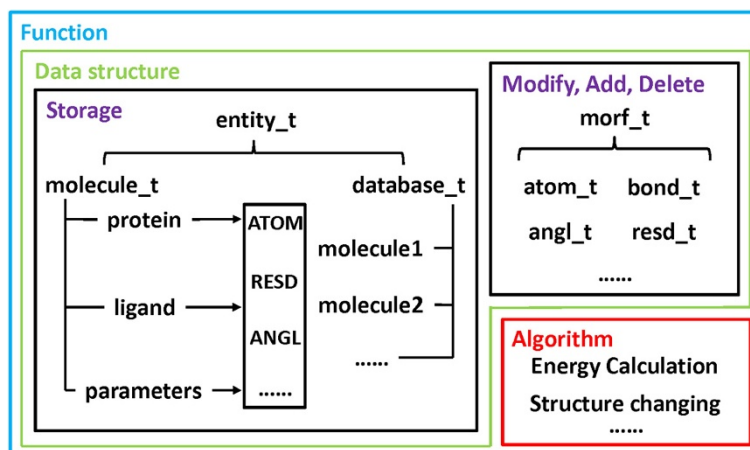 Function
Data structure
Storage
entity_t
molecule_t
database_t
protein
ligand
parameters
ATOM
RESD
ANGL
......
molecule1
molecule2
......
Modify, Add, Delete
morf_t
atom_t bond_t
angl_t resd_t
......
Algorithm
Energy Calculation
Structure changing
......